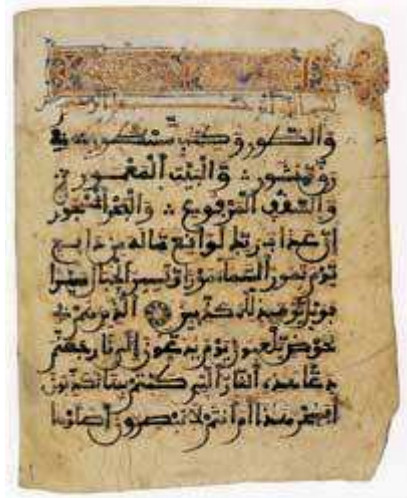 بسم الله الرحمن الرحيم
والطور وكتب مسطور في
رق منشور والبيت المعمور
والسقف المرفوع والبحر المسجور
ان عذاب ربك لواقع ما له من دافع
يوم تمور السماء مورا وتسير الجبال سيرا
فويل يومئذ للمكذبين الذين هم في
خوض يلعبون يوم يدعون الى نار جهنم
دعا هذه النار التي كنتم بها تكذبون
افسحر هذا ام انتم لا تبصرون اصلوها